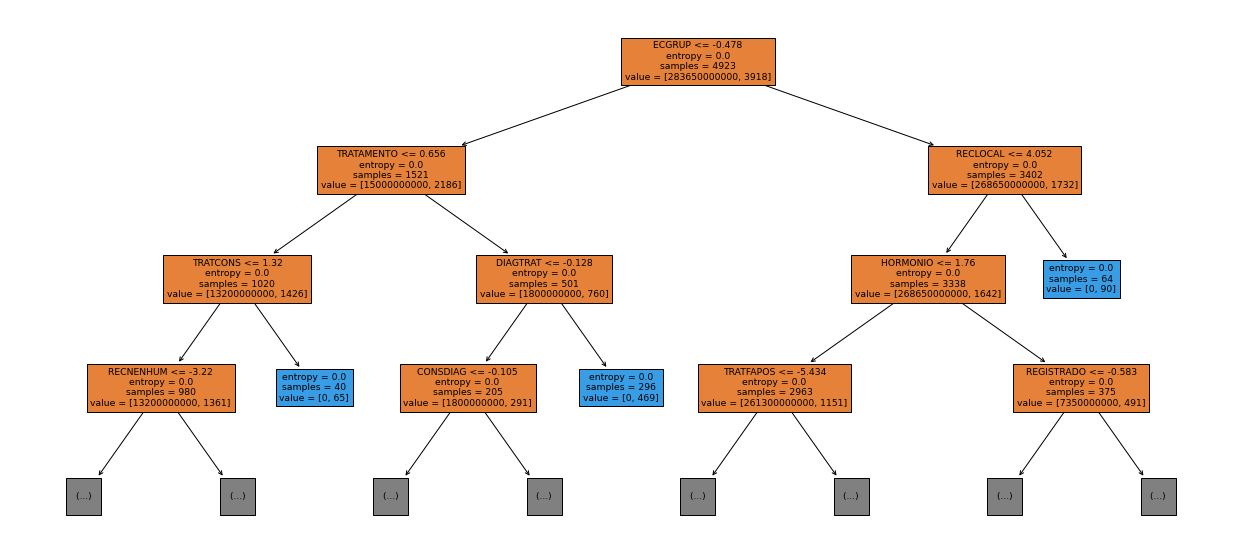 ECGRUP <= -0.478
entropy = 0.0
samples = 4923
value = [283650000000, 3918]
TRATAMENTO <= 0.656
entropy = 0.0
samples = 1521
value = [15000000000, 2186]
RECLOCAL <= 4.052
entropy = 0.0
samples = 3402
value = [268650000000, 1732]
TRATCONS <= 1.32
entropy = 0.0
samples = 1020
value = [13200000000, 1426]
DIAGTRAT <= -0.128
entropy = 0.0
samples = 501
value = [1800000000, 760]
HORMONIO <= 1.76
entropy = 0.0
samples = 3338
value = [268650000000, 1642]
entropy = 0.0
samples = 64
value = [0, 90]
RECNENHUM <= -3.22
entropy = 0.0
samples = 980
value = [13200000000, 1361]
entropy = 0.0
samples = 40
value = [0, 65]
CONSDIAG <= -0.105
entropy = 0.0
samples = 205
value = [1800000000, 291]
entropy = 0.0
samples = 296
value = [0, 469]
TRATFAPOS <= -5.434
entropy = 0.0
samples = 2963
value = [261300000000, 1151]
REGISTRADO <= -0.583
entropy = 0.0
samples = 375
value = [7350000000, 491]
(...)
(...)
(...)
(...)
(...)
(...)
(...)
(...)